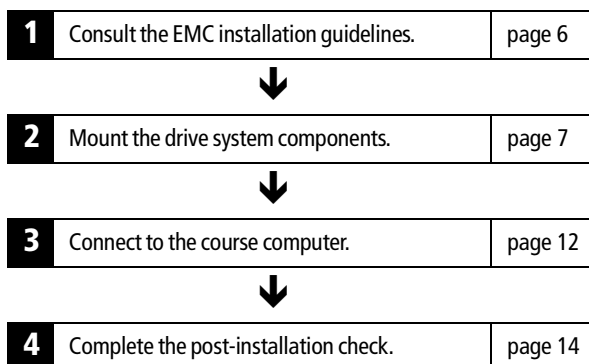 1 Consult the EMC installation guidelines. page 6
2 Mount the drive system components. page 7
3 Connect to the course computer. page 12
4 Complete the post-installation check. page 14